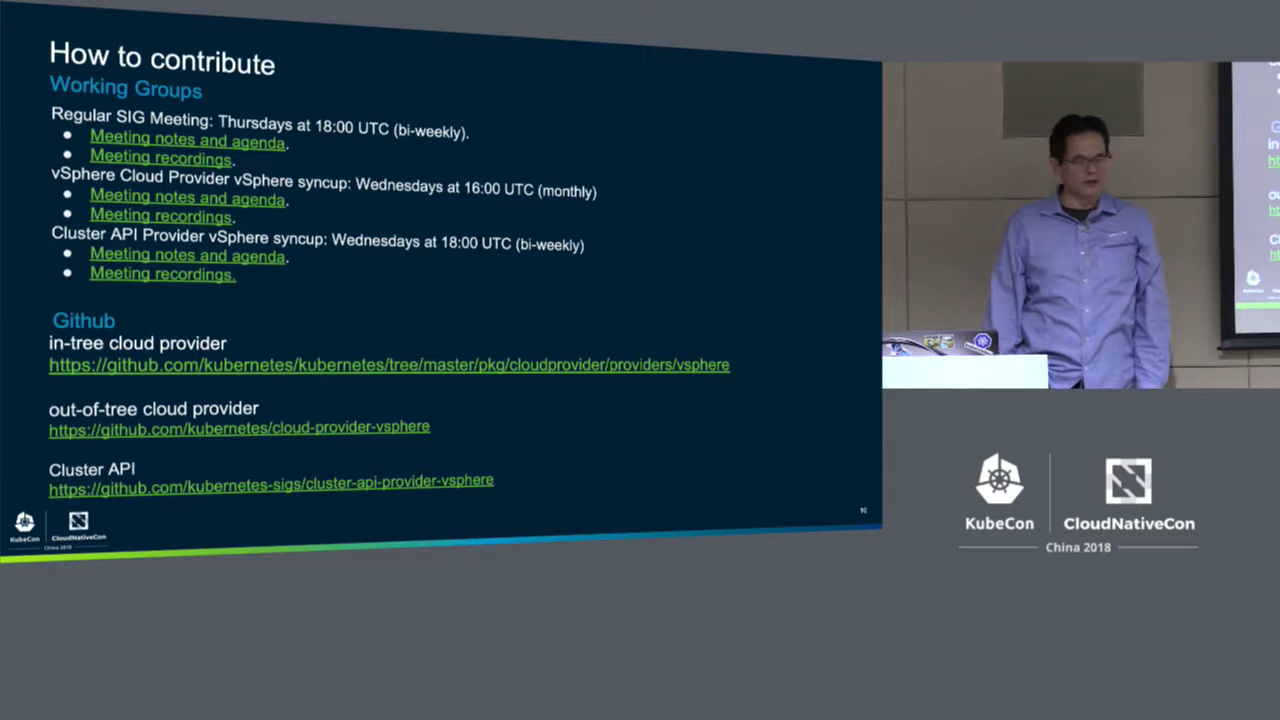 How to contribute
Working Groups
Regular SIG Meeting: Thursdays at 18:00 UTC (bi-weekly).
● Meeting notes and agenda.
● Meeting recordings.
vSphere Cloud Provider vSphere syncup: Wednesdays at 16:00 UTC (monthly)
● Meeting notes and agenda.
● Meeting recordings.
Cluster API Provider vSphere syncup: Wednesdays at 18:00 UTC (bi-weekly)
● Meeting notes and agenda.
● Meeting recordings.
Github
in-tree cloud provider
https://github.com/kubernetes/kubernetes/tree/master/pkg/cloudprovider/providers/vsphere
out-of-tree cloud provider
https://github.com/kubernetes/cloud-provider-vsphere
Cluster API
https://github.com/kubernetes-sigs/cluster-api-provider-vsphere
KubeCon
CloudNativeCon
China 2018
KubeCon
CloudNativeCon
China 2018